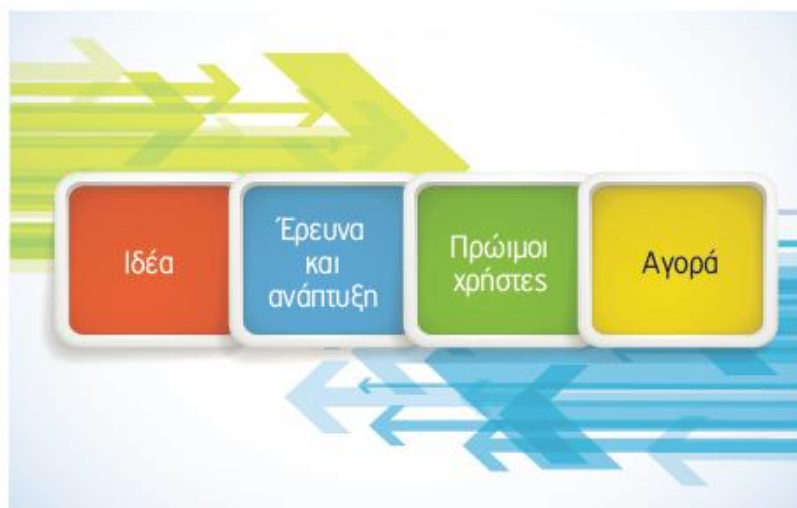 Ιδέα
Έρευνα
και
ανάπτυξη
Πρώιμοι
χρήστες
Αγορά